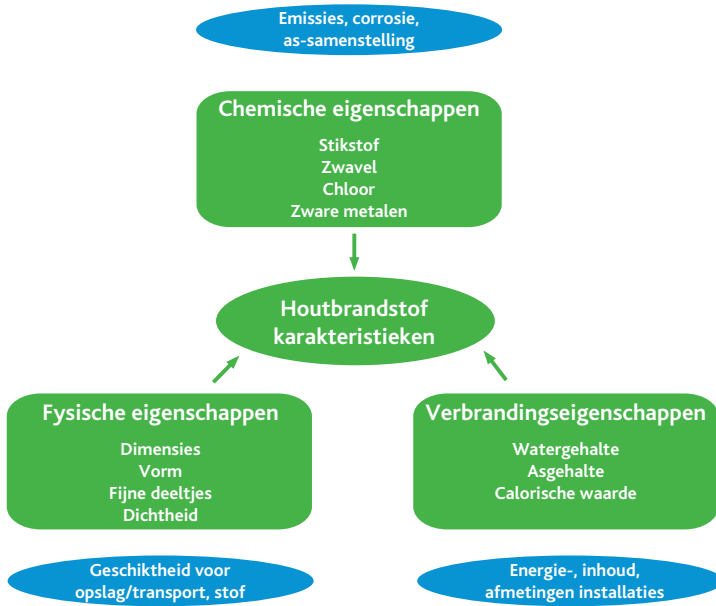 Emissies, corrosie,
as-samenstelling
Chemische eigenschappen
Stikstof
Zwavel
Chloor
Zware metalen
Houtbrandstof
karakteristieken
Fysische eigenschappen
Dimensies
Vorm
Fijne deeltjes
Dichtheid
Verbrandingseigenschappen
Watergehalte
Asgehalte
Calorische waarde
Geschiktheid voor
opslag/transport, stof
Energie-, inhoud,
afmetingen installaties